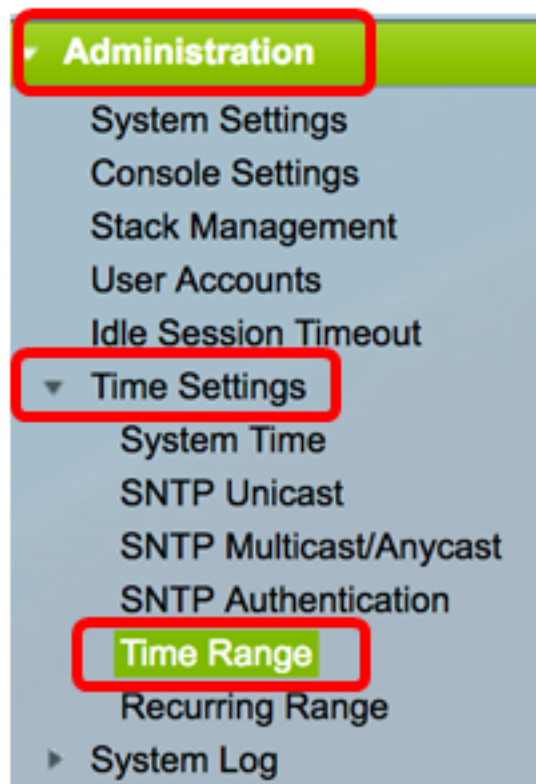 Administration
System Settings
Console Settings
Stack Management
User Accounts
Idle Session Timeout
Time Settings
System Time
SNTP Unicast
SNTP Multicast/Anycast
SNTP Authentication
Time Range
Recurring Range
System Log